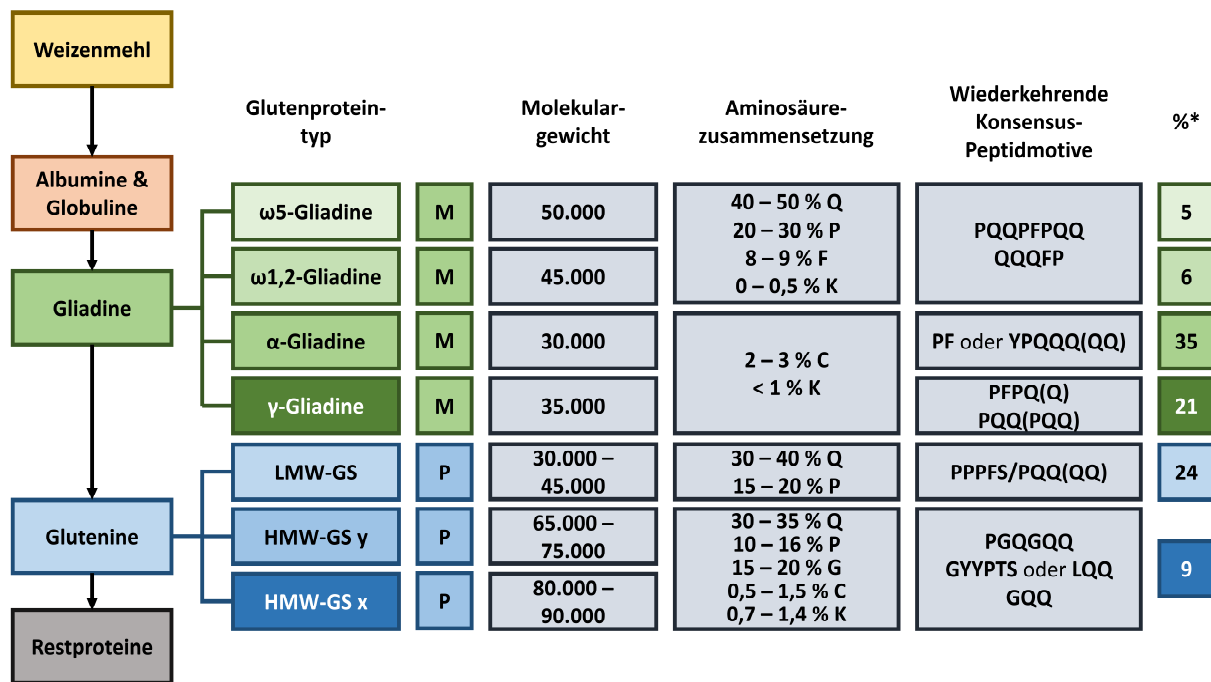 Weizenmehl
Albumine &
Globuline
Gliadine
Glutenine
Restproteine
Glutenprotein-
typ
Molekular-
gewicht
Aminosäure-
zusammensetzung
Wiederkehrende
Konsensus-
Peptidmotive
%*
ω5-Gliadine
M
50.000
40 – 50 % Q
20 – 30 % P
8 – 9 % F
0 – 0,5 % K
PQQPFPQQ
QQQFP
5
ω1,2-Gliadine
M
45.000
6
α-Gliadine
M
30.000
2 – 3 % C
< 1 % K
PF oder YPQQQ(QQ)
35
γ-Gliadine
M
35.000
PFPQ(Q)
PQQ(PQQ)
21
LMW-GS
P
30.000 –
45.000
30 – 40 % Q
15 – 20 % P
PPPFS/PQQ(QQ)
24
HMW-GS y
P
65.000 –
75.000
30 – 35 % Q
10 – 16 % P
15 – 20 % G
0,5 – 1,5 % C
0,7 – 1,4 % K
PGQGQQ
GYYPTS oder LQQ
GQQ
9
HMW-GS x
P
80.000 –
90.000